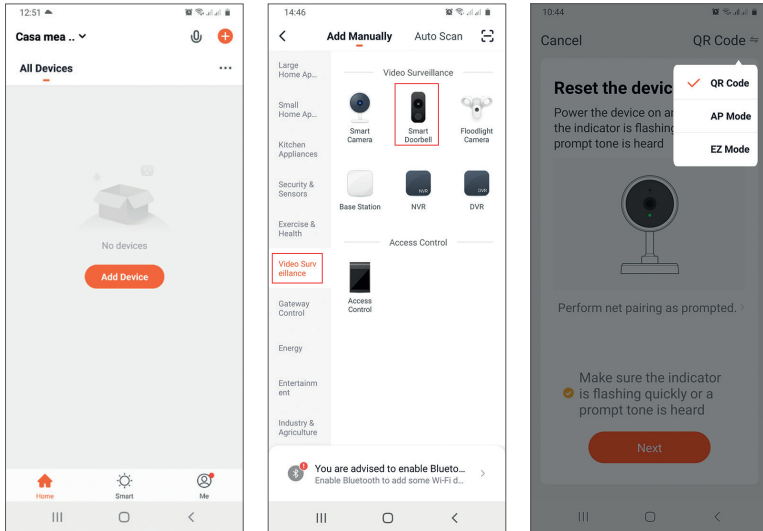 12:51
Casa mea ..
All Devices
No devices
Add Device
Home
Smart
Me
14:46
Add Manually
Auto Scan
Large
Home Ap...
Small
Home Ap...
Kitchen
Appliances
Security &
Sensors
Exercise &
Health
Video Surv
eillance
Gateway
Control
Energy
Entertainm
ent
Industry &
Agriculture
Video Surveillance
Smart
Camera
Smart
Doorbell
Floodlight
Camera
Base Station
NVR
NVR
DVR
DVR
Access Control
Access
Control
You are advised to enable Blueto...
Enable Bluetooth to add some Wi-Fi d...
10:44
Cancel
QR Code
QR Code
AP Mode
EZ Mode
Reset the devic
Power the device on a
the indicator is flashing
prompt tone is heard
Perform net pairing as prompted.
Make sure the indicator
is flashing quickly or a
prompt tone is heard
Next